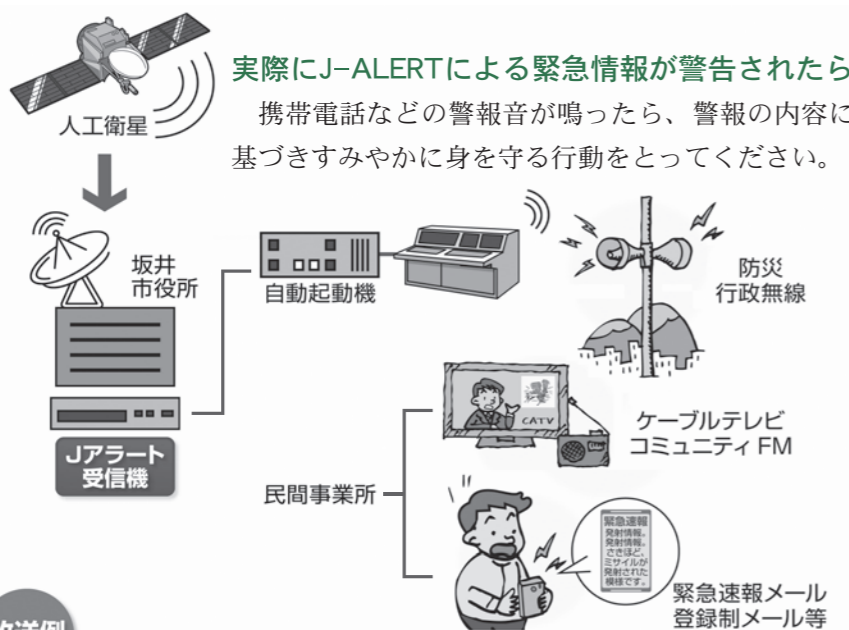 実際にJ-ALERTによる緊急情報が警告されたら
携帯電話などの警報音が鳴ったら、警報の内容に
基づきすみやかに身を守る行動をとってください。
人工衛星
坂井
市役所
自動起動機
防災
行政無線
Jアラート
受信機
CATV
ケーブルテレビ
コミュニティFM
民間事業所
緊急速報
発射情報。
発射情報。
さきほど、
ミサイルが
発射された
模様です。
緊急速報メール
登録制メール等
送例